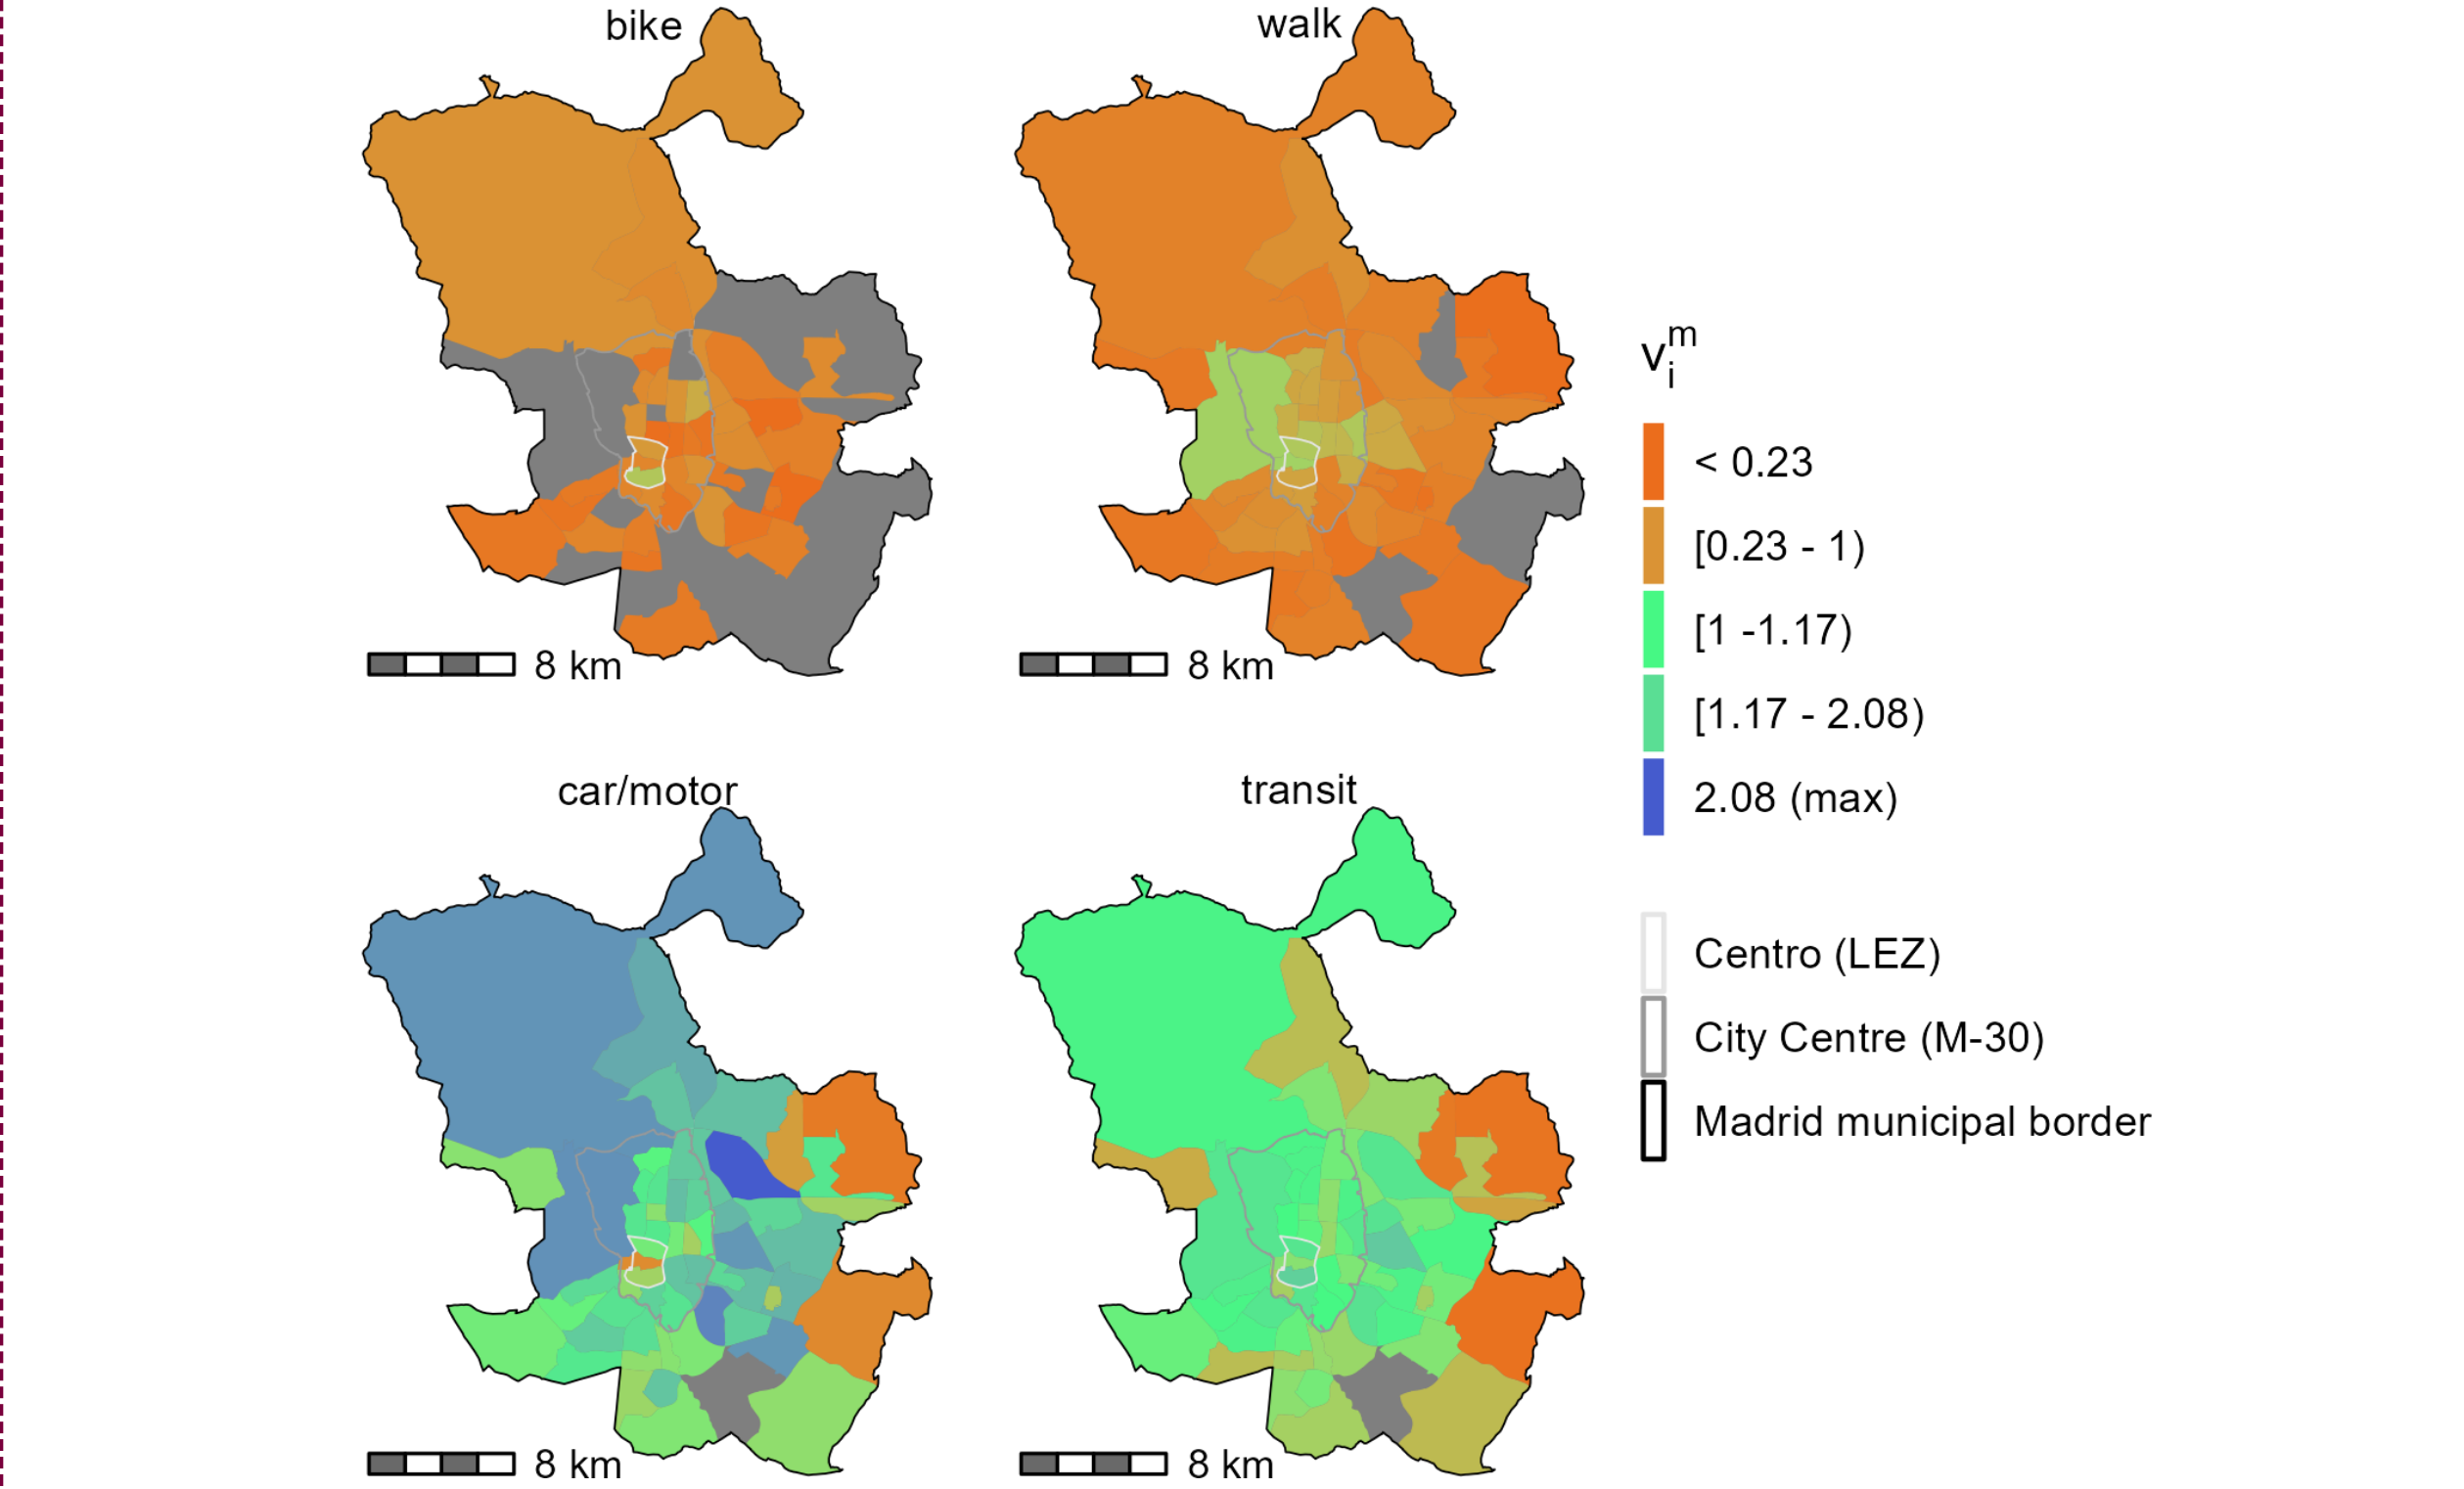 bike
walk
8 km
8 km
v_i^m
< 0.23
[0.23 - 1)
[1 -1.17)
[1.17 - 2.08)
2.08 (max)
Centro (LEZ)
City Centre (M-30)
Madrid municipal border
car/motor
transit
8 km
8 km